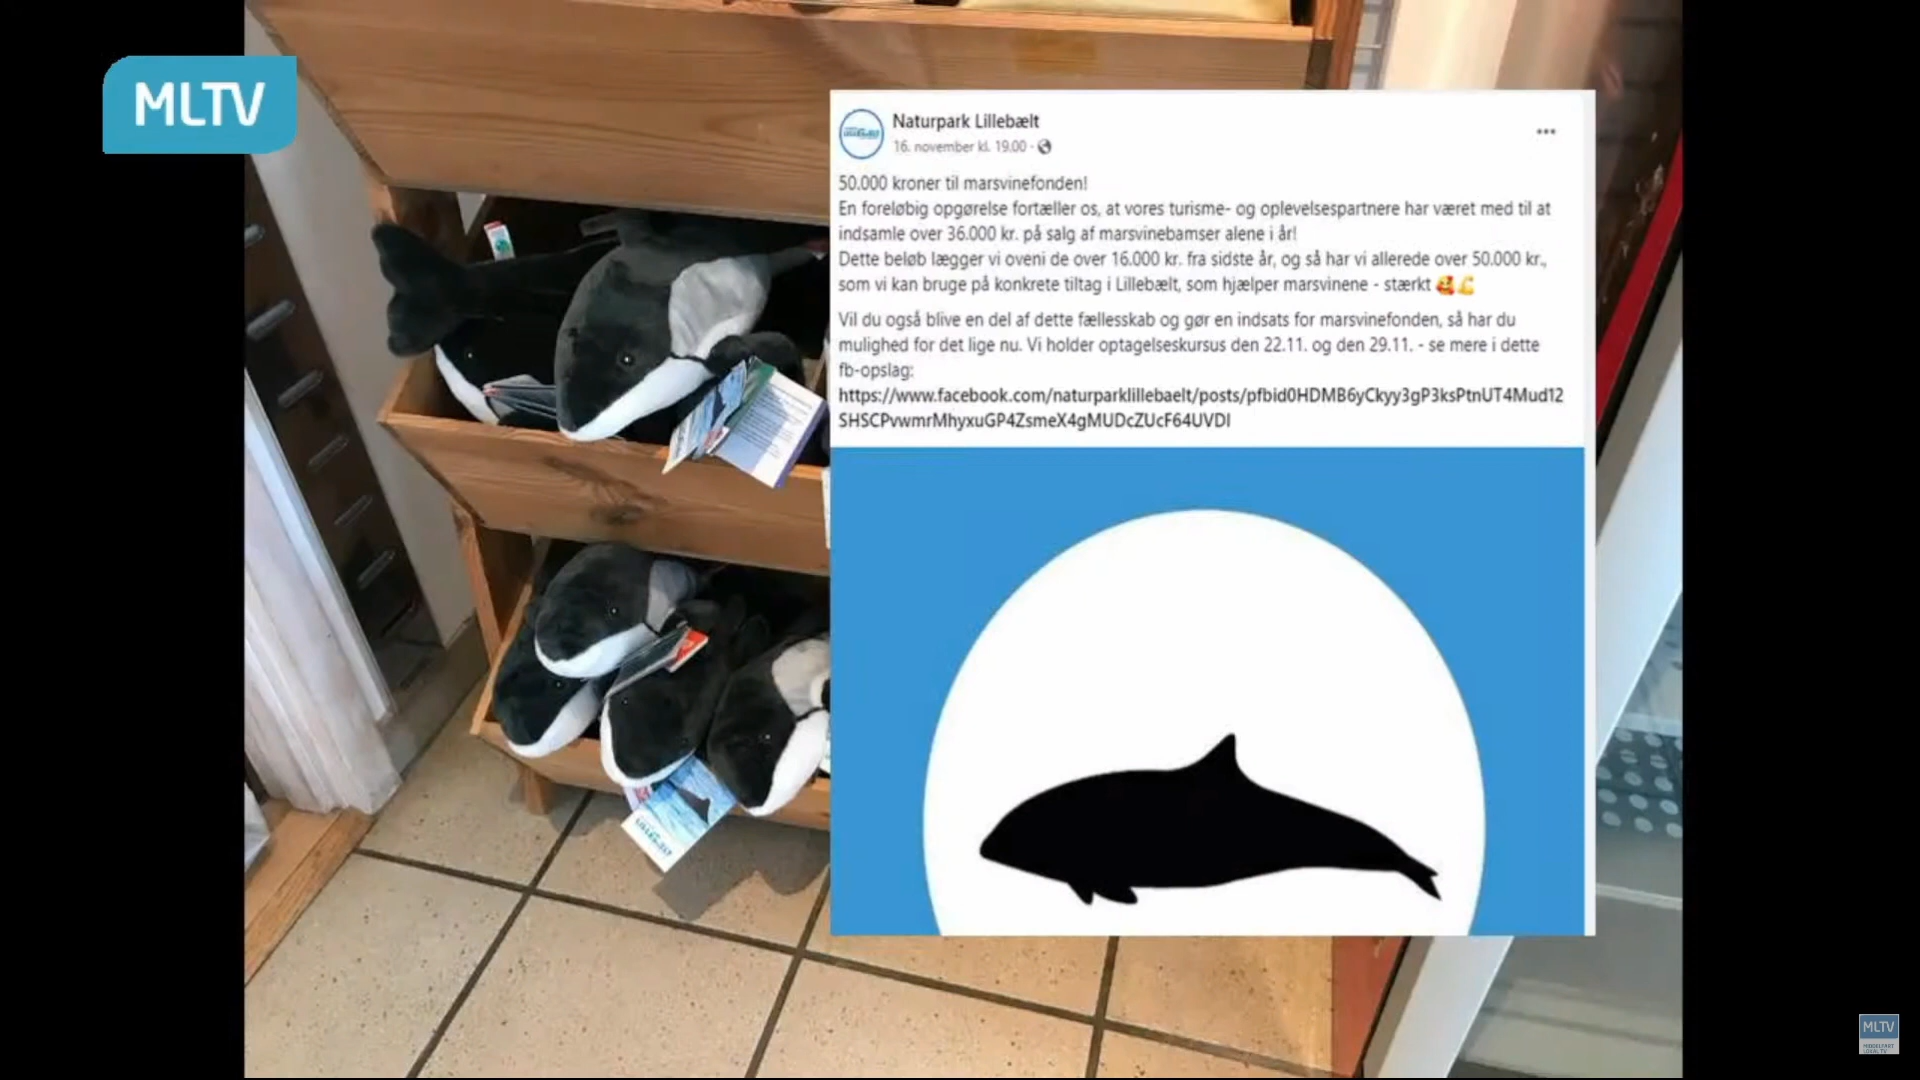 MLTV
Naturpark Lillebælt
16. november kl. 19.00 ·
50.000 kroner til marsvinefonden!
En foreløbig opgørelse fortæller os, at vores turisme- og oplevelsespartnere har været med til at
indsamle over 36.000 kr. på salg af marsvinebamser alene i år!
Dette beløb lægger vi oveni de over 16.000 kr. fra sidste år, og så har vi allerede over 50.000 kr.,
som vi kan bruge på konkrete tiltag i Lillebælt, som hjælper marsvinene - stærkt 🥰💪
Vil du også blive en del af dette fællesskab og gør en indsats for marsvinefonden, så har du
mulighed for det lige nu. Vi holder optagelseskursus den 22.11. og den 29.11. - se mere i dette
fb-opslag:
https://www.facebook.com/naturparklillebaelt/posts/pfbid0HDMB6yCkyy3gP3ksPtnUT4Mud12
SHSCPvwmrMhyxuGP4ZsmeX4gMUDcZUcF64UVDl
MLTV
MIDDELFART
LOKAL TV